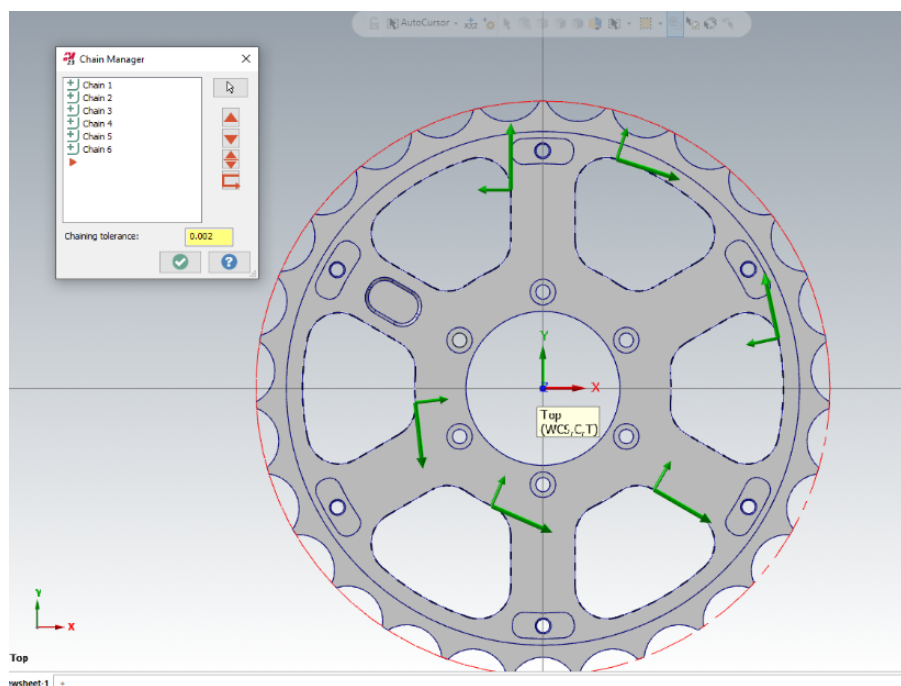 AutoCursor
Chain Manager
Chain 1
Chain 2
Chain 3
Chain 4
Chain 5
Chain 6
Chaining tolerance: 0.002
Y
X
Top
(WCS,C,T)
Y
X
Top
ewsheet-1 +